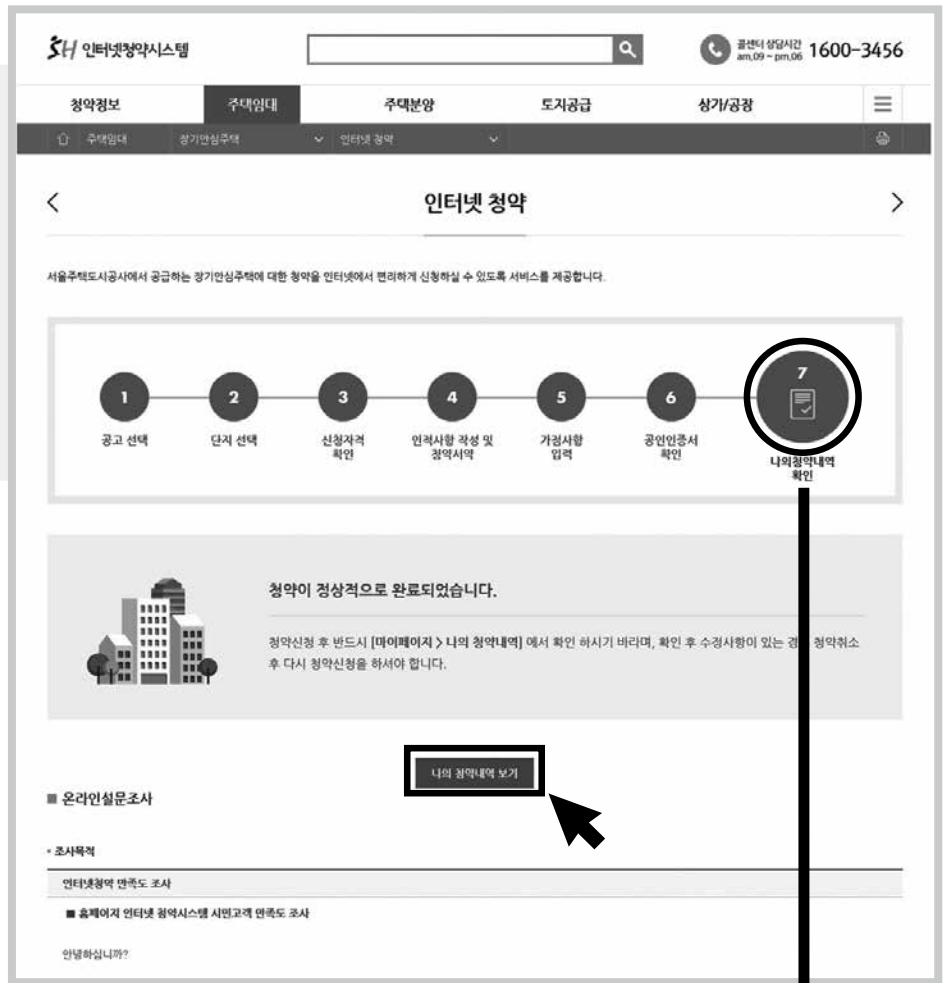 SH 인터넷청약시스템
콜센터 상담시간
am.09 ~ pm.06
1600-3456
청약정보 주택임대 주택분양 토지공급 상가/공장
주택임대 장기안심주택 인터넷 청약
인터넷 청약
서울주택도시공사에서 공급하는 장기안심주택에 대한 청약을 인터넷에서 편리하게 신청하실 수 있도록 서비스를 제공합니다.
1 2 3 4 5 6 7
공고 선택 단지 선택 신청자격 확인 인적사항 작성 및 청약서약 가점사항 입력 공인인증서 확인 나의청약내역 확인
청약이 정상적으로 완료되었습니다.
청약신청 후 반드시 [마이페이지 > 나의 청약내역] 에서 확인 하시기 바라며, 확인 후 수정사항이 있는 경 청약취소
후 다시 청약신청을 하셔야 합니다.
나의 청약내역 보기
■ 온라인설문조사
• 조사목적
인터넷청약 만족도 조사
■ 홈페이지 인터넷 청약시스템 시민고객 만족도 조사
안녕하십니까?